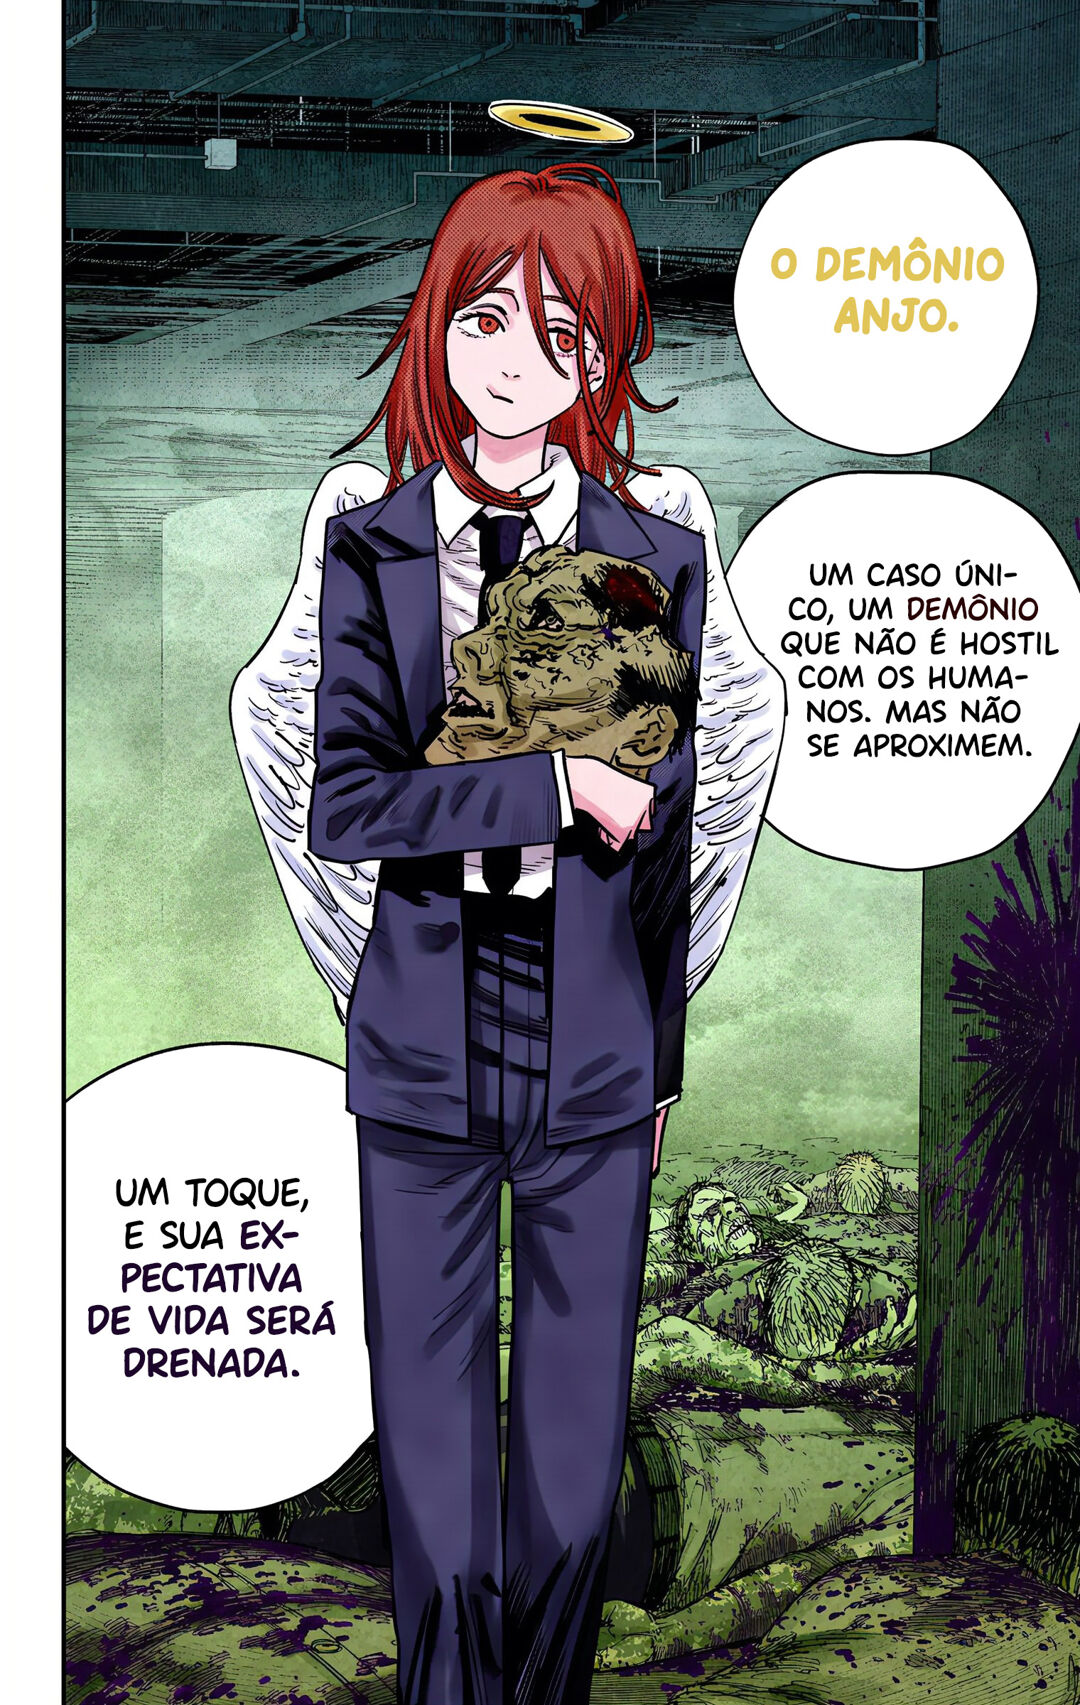 O DEMÔNIO
ANJO.
UM CASO ÚNI-
CO, UM DEMÔNIO
QUE NÃO É HOSTIL
COM OS HUMA-
NOS. MAS NÃO
SE APROXIMEM.
UM TOQUE,
E SUA EX-
PECTATIVA
DE VIDA SERÁ
DRENADA.